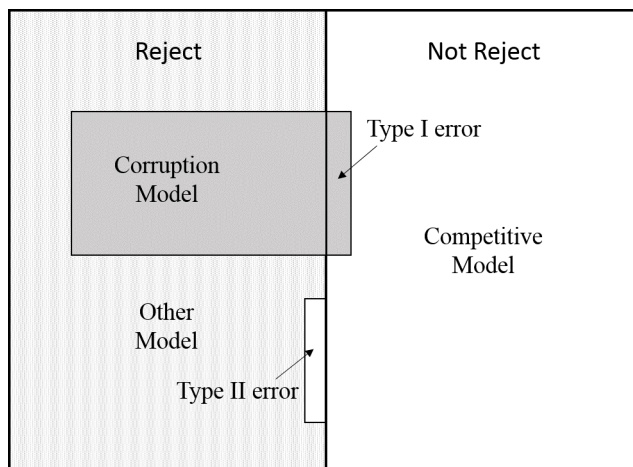 Reject
Not Reject
Type I error
Corruption
Model
Competitive
Model
Other
Model
Type II error